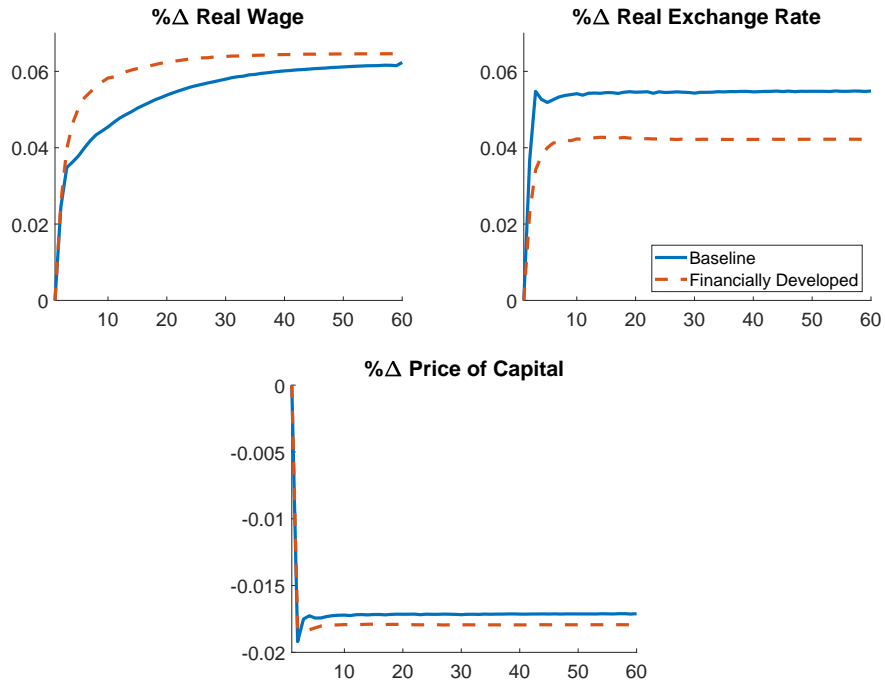 %Δ Real Wage
0.06
0.04
0.02
0
10 20 30 40 50 60
%Δ Real Exchange Rate
0.06
0.04
0.02
0
Baseline
Financially Developed
10 20 30 40 50 60
%Δ Price of Capital
0
-0.005
-0.01
-0.015
-0.02
10 20 30 40 50 60